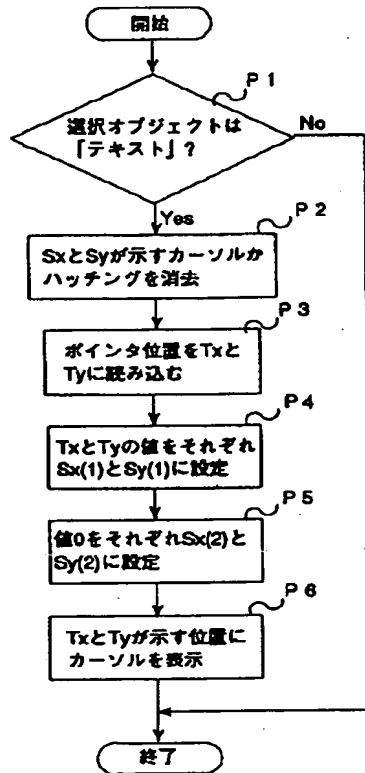 開始
P1
選択オブジェクトは
「テキスト」?
No
Yes
P2
SxとSyが示すカーソルか
ハッチングを消去
P3
ポインタ位置をTxと
Tyに読み込む
P4
TxとTyの値をそれぞれ
Sx(1)とSy(1)に設定
P5
値0をそれぞれSx(2)と
Sy(2)に設定
P6
TxとTyが示す位置に
カーソルを表示
終了